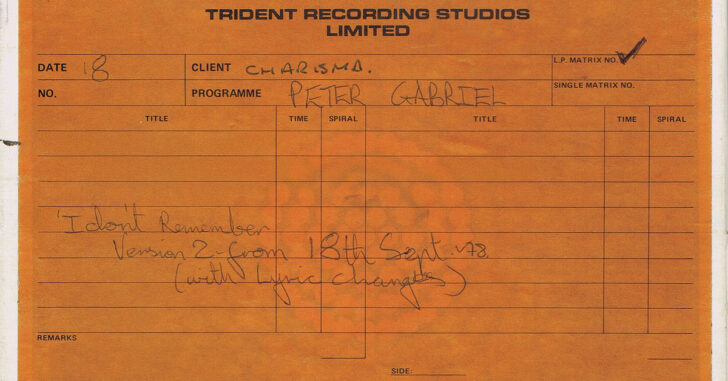 TRIDENT RECORDING STUDIOS
LIMITED
DATE 18 CLIENT CHARISMA. L.P. MATRIX NO. ✓
NO. PROGRAMME PETER GABRIEL SINGLE MATRIX NO.
TITLE TIME SPIRAL TITLE TIME SPIRAL
'I don't Remember
Version 2 - from 18th Sept. 78.
(with Lyric changes)
REMARKS
SIDE: